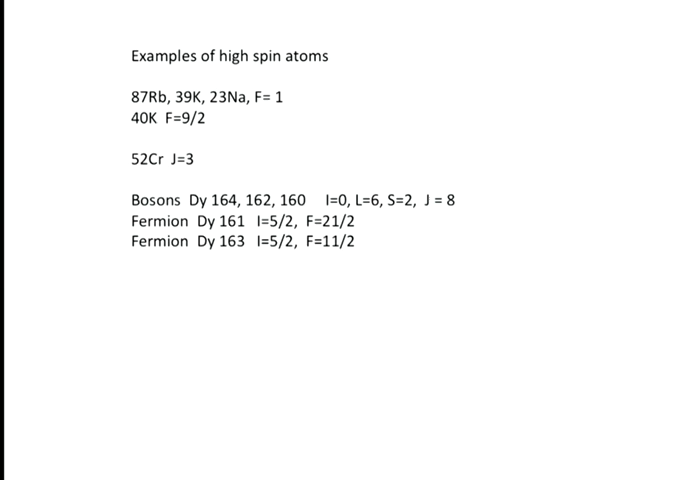 Examples of high spin atoms
87Rb, 39K, 23Na, F= 1
40K F=9/2
52Cr J=3
Bosons Dy 164, 162, 160 I=0, L=6, S=2, J = 8
Fermion Dy 161 I=5/2, F=21/2
Fermion Dy 163 I=5/2, F=11/2